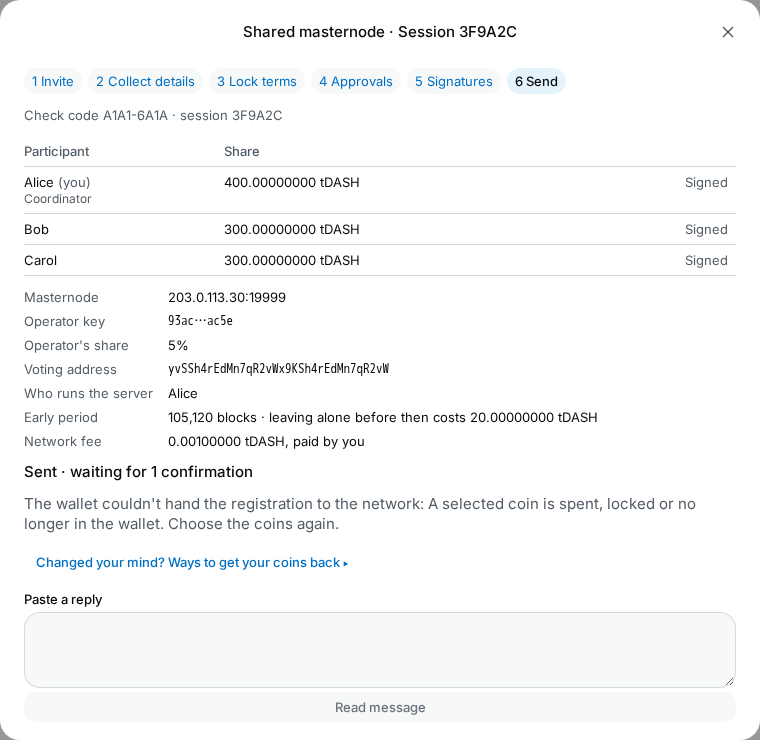 Shared masternode · Session 3F9A2C
1 Invite 2 Collect details 3 Lock terms 4 Approvals 5 Signatures 6 Send
Check code A1A1-6A1A · session 3F9A2C
Participant Share
Alice (you) 400.00000000 tDASH Signed
Coordinator
Bob 300.00000000 tDASH Signed
Carol 300.00000000 tDASH Signed
Masternode 203.0.113.30:19999
Operator key 93ac⋯ac5e
Operator's share 5%
Voting address yvSSh4rEdMn7qR2vWx9KSh4rEdMn7qR2vW
Who runs the server Alice
Early period 105,120 blocks · leaving alone before then costs 20.00000000 tDASH
Network fee 0.00100000 tDASH, paid by you
Sent · waiting for 1 confirmation
The wallet couldn't hand the registration to the network: A selected coin is spent, locked or no
longer in the wallet. Choose the coins again.
Changed your mind? Ways to get your coins back ▸
Paste a reply
Read message